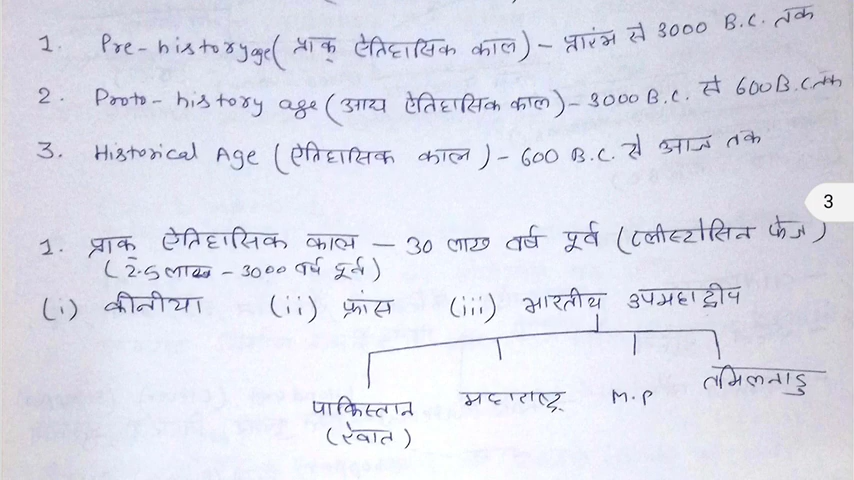 1. Pre-history age (प्राक् ऐतिहासिक काल) – प्रारंभ से 3000 B.C. तक
2. Proto-history age (आद्य ऐतिहासिक काल) – 3000 B.C. से 600 B.C. तक
3. Historical Age (ऐतिहासिक काल) – 600 B.C. से आज तक
3
1. प्राक् ऐतिहासिक काल – 30 लाख वर्ष पूर्व (प्लीस्टोसिन फेज)
(2.5 लाख – 3000 वर्ष पूर्व)
(i) कीनीया (ii) फ्रांस (iii) भारतीय उपमहाद्वीप
पाकिस्तान महाराष्ट्र M.P तमिलनाडु
(रेवात)